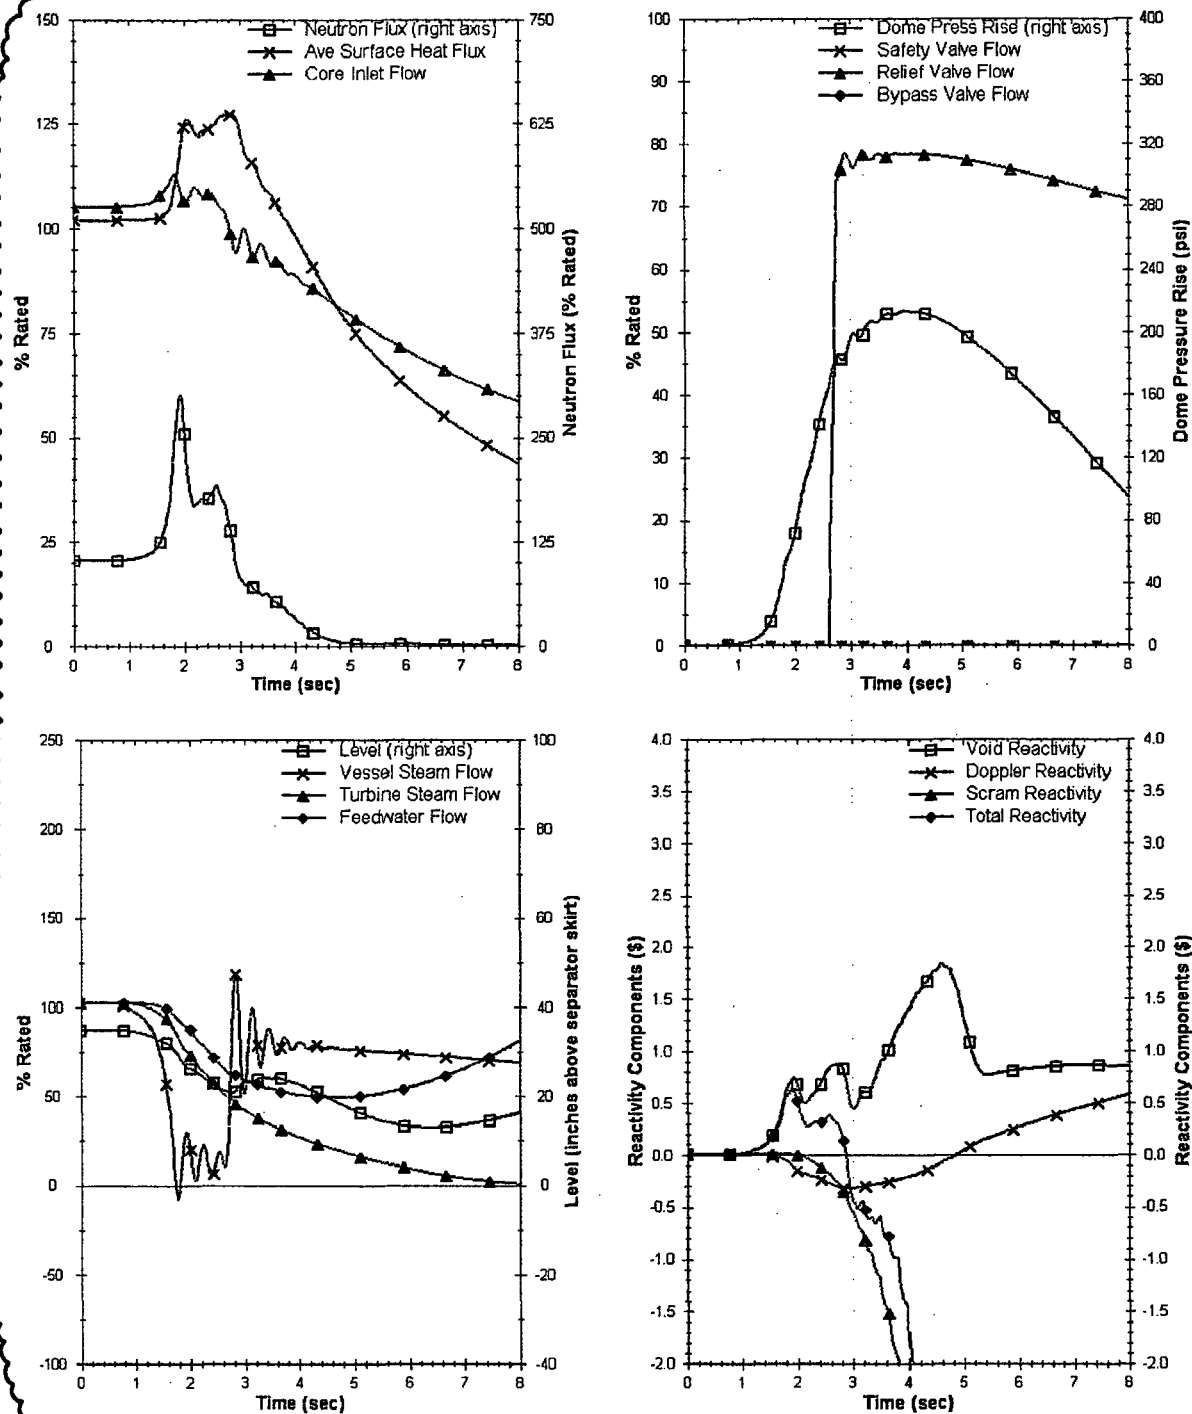 Neutron Flux (right axis)
Ave Surface Heat Flux
Core Inlet Flow
150
125
100
75
50
25
0
750
625
500
375
250
125
0
% Rated
Neutron Flux (% Rated)
0 1 2 3 4 5 6 7 8
Time (sec)
Dome Press Rise (right axis)
Safety Valve Flow
Relief Valve Flow
Bypass Valve Flow
100
90
80
70
60
50
40
30
20
10
0
400
360
320
280
240
200
160
120
80
40
0
% Rated
Dome Pressure Rise (psi)
0 1 2 3 4 5 6 7 8
Time (sec)
Level (right axis)
Vessel Steam Flow
Turbine Steam Flow
Feedwater Flow
250
200
150
100
50
0
-50
-100
100
80
60
40
20
0
-20
-40
% Rated
Level (inches above separator skirt)
0 1 2 3 4 5 6 7 8
Time (sec)
Void Reactivity
Doppler Reactivity
Scram Reactivity
Total Reactivity
4.0
3.5
3.0
2.5
2.0
1.5
1.0
0.5
0.0
-0.5
-1.0
-1.5
-2.0
4.0
3.5
3.0
2.5
2.0
1.5
1.0
0.5
0.0
-0.5
-1.0
-1.5
-2.0
Reactivity Components ($)
Reactivity Components ($)
0 1 2 3 4 5 6 7 8
Time (sec)